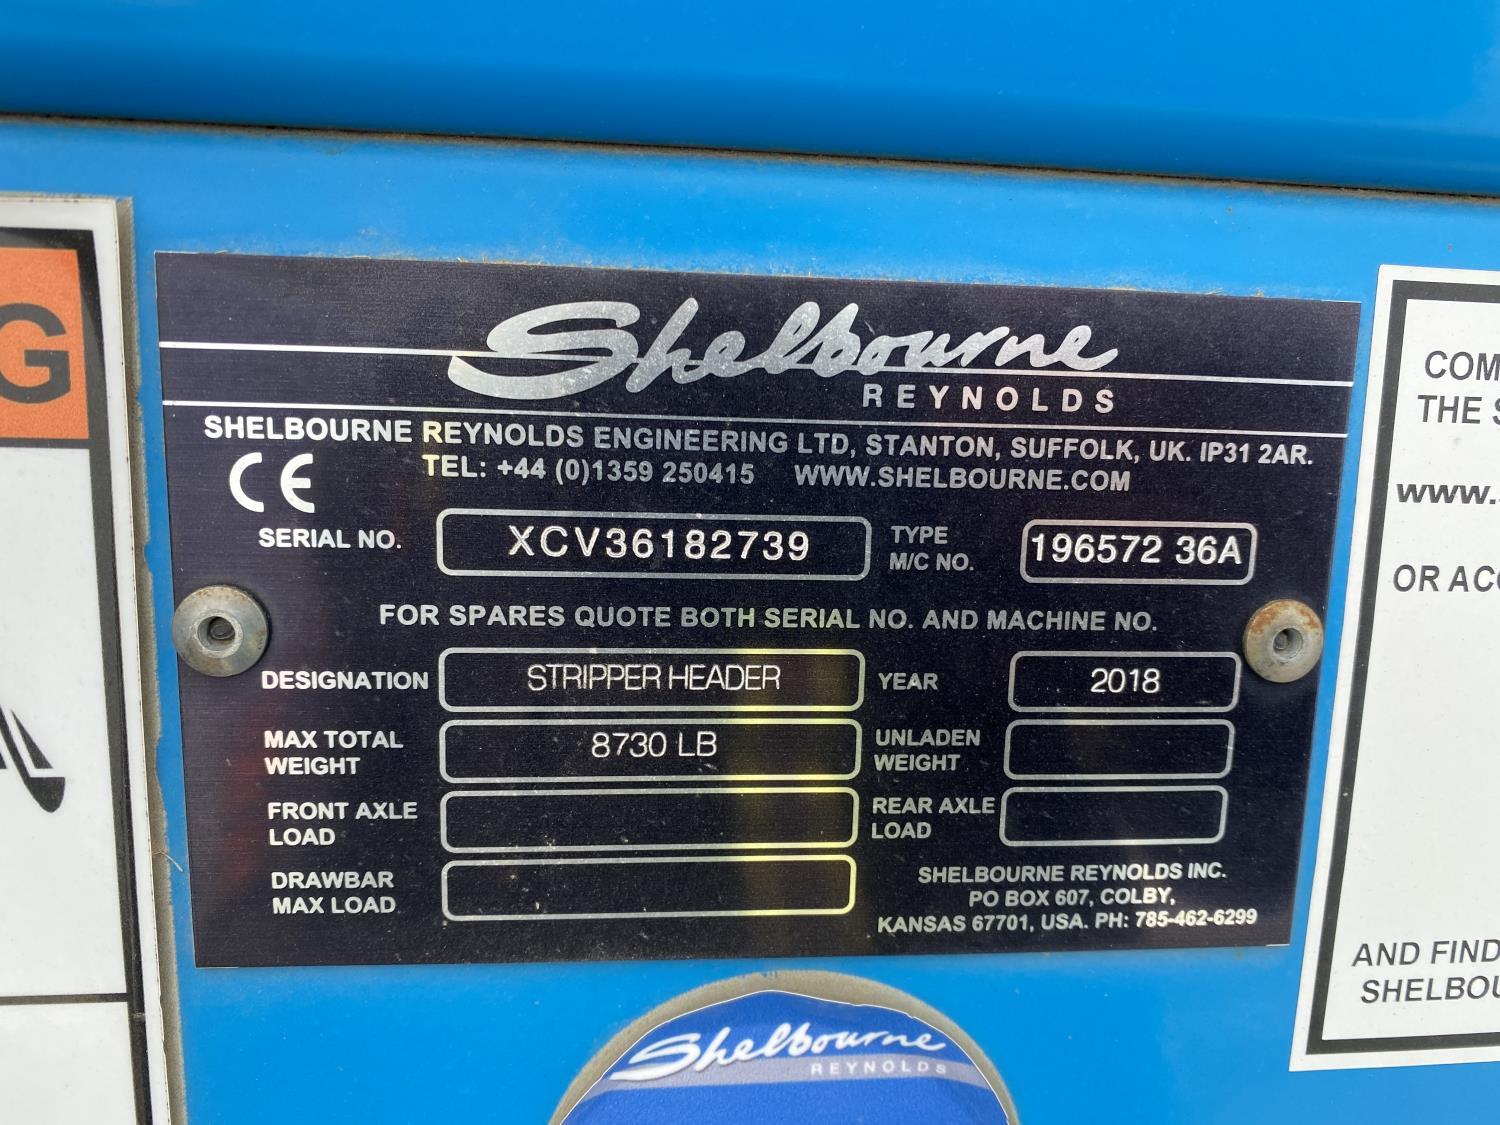 G
Shelbourne
REYNOLDS
SHELBOURNE REYNOLDS ENGINEERING LTD, STANTON, SUFFOLK, UK. IP31 2AR.
CE TEL: +44 (0)1359 250415 WWW.SHELBOURNE.COM
SERIAL NO. XCV36182739 TYPE M/C NO. 196572 36A
FOR SPARES QUOTE BOTH SERIAL NO. AND MACHINE NO.
DESIGNATION STRIPPER HEADER YEAR 2018
MAX TOTAL WEIGHT 8730 LB UNLADEN WEIGHT
FRONT AXLE LOAD REAR AXLE LOAD
DRAWBAR MAX LOAD
SHELBOURNE REYNOLDS INC.
PO BOX 607, COLBY,
KANSAS 67701, USA. PH: 785-462-6299
Shelbourne
REYNOLDS
COM
THE S
www.
OR ACC
AND FIND
SHELBOU